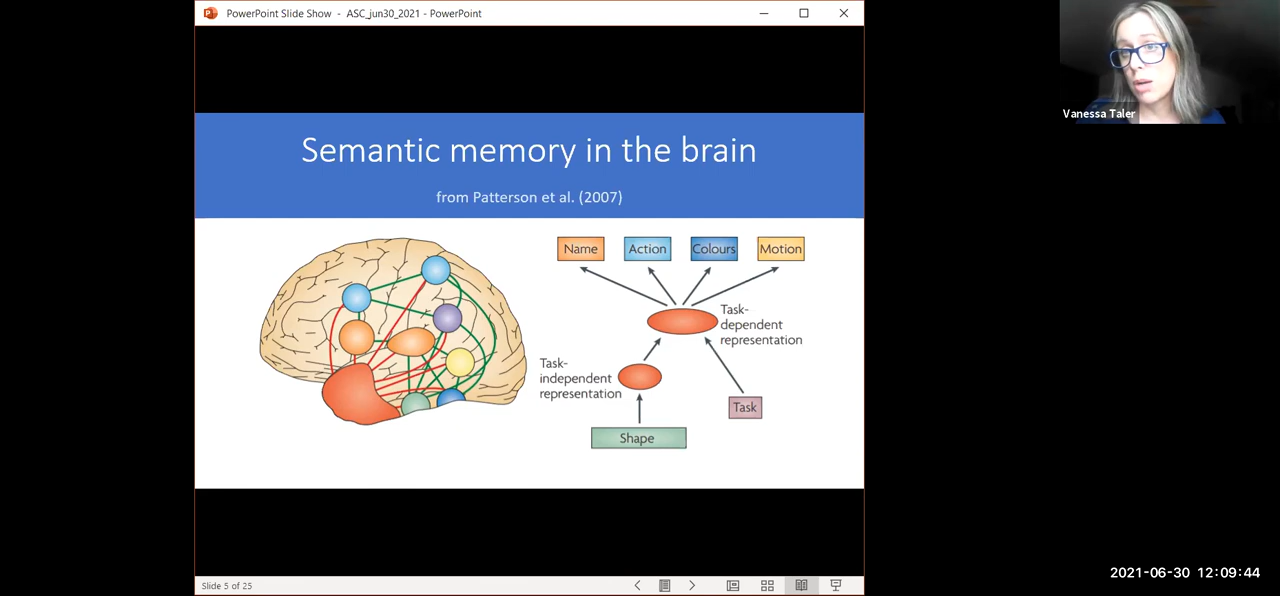 PowerPoint Slide Show - ASC_jun30_2021 - PowerPoint
Vanessa Taler
Semantic memory in the brain
from Patterson et al. (2007)
Name Action Colours Motion
Task-
dependent
representation
Task-
independent
representation
Task
Shape
2021-06-30 12:09:44
Slide 5 of 25